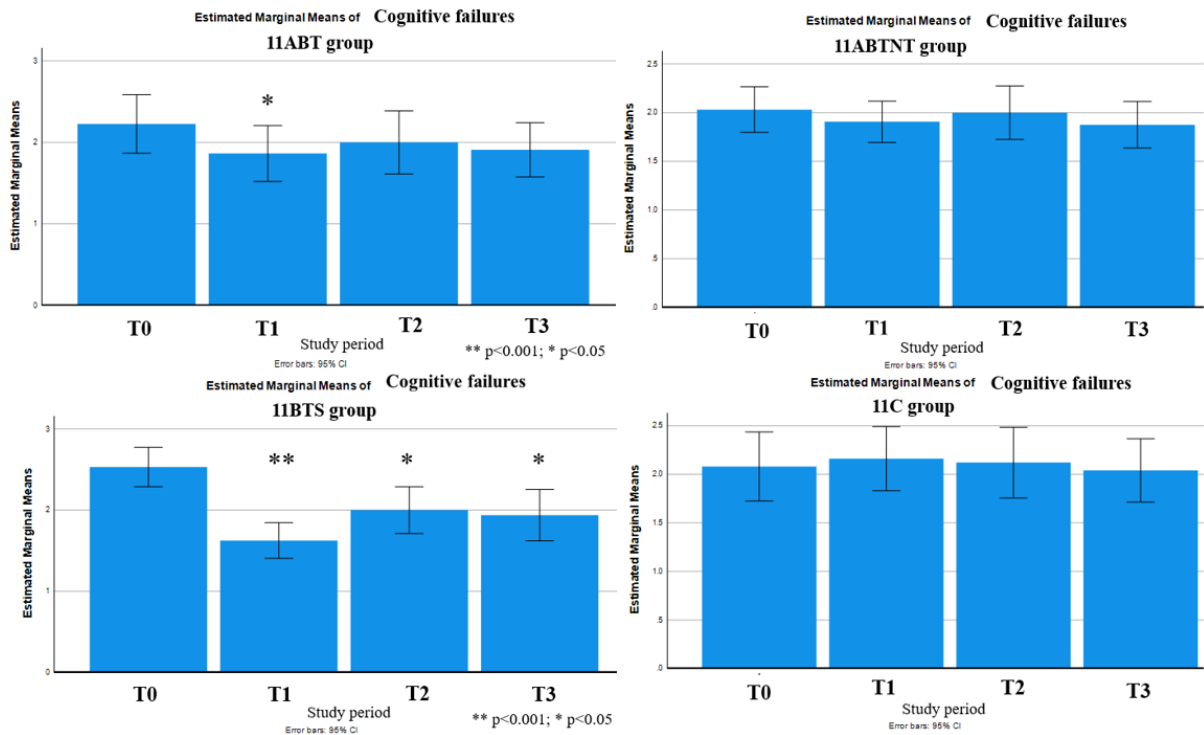 Estimated Marginal Means of Cognitive failures
11ABT group
Estimated Marginal Means
3
*
2
1
0
T0 T1 T2 T3
Study period
** p<0.001; * p<0.05
Error bars: 95% CI
Estimated Marginal Means of Cognitive failures
11ABTNT group
Estimated Marginal Means
2.5
2.0
1.5
1.0
.5
.0
T0 T1 T2 T3
Study period
Error bars: 95% CI
Estimated Marginal Means of Cognitive failures
11BTS group
Estimated Marginal Means
3
** * *
2
1
0
T0 T1 T2 T3
Study period
** p<0.001; * p<0.05
Error bars: 95% CI
Estimated Marginal Means of Cognitive failures
11C group
Estimated Marginal Means
2.5
2.0
1.5
1.0
.5
.0
T0 T1 T2 T3
Study period
Error bars: 95% CI